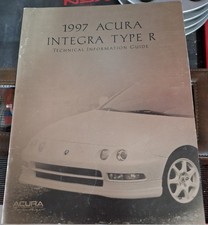 1997 ACURA
INTEGRA TYPE R
TECHNICAL INFORMATION GUIDE
ACURA